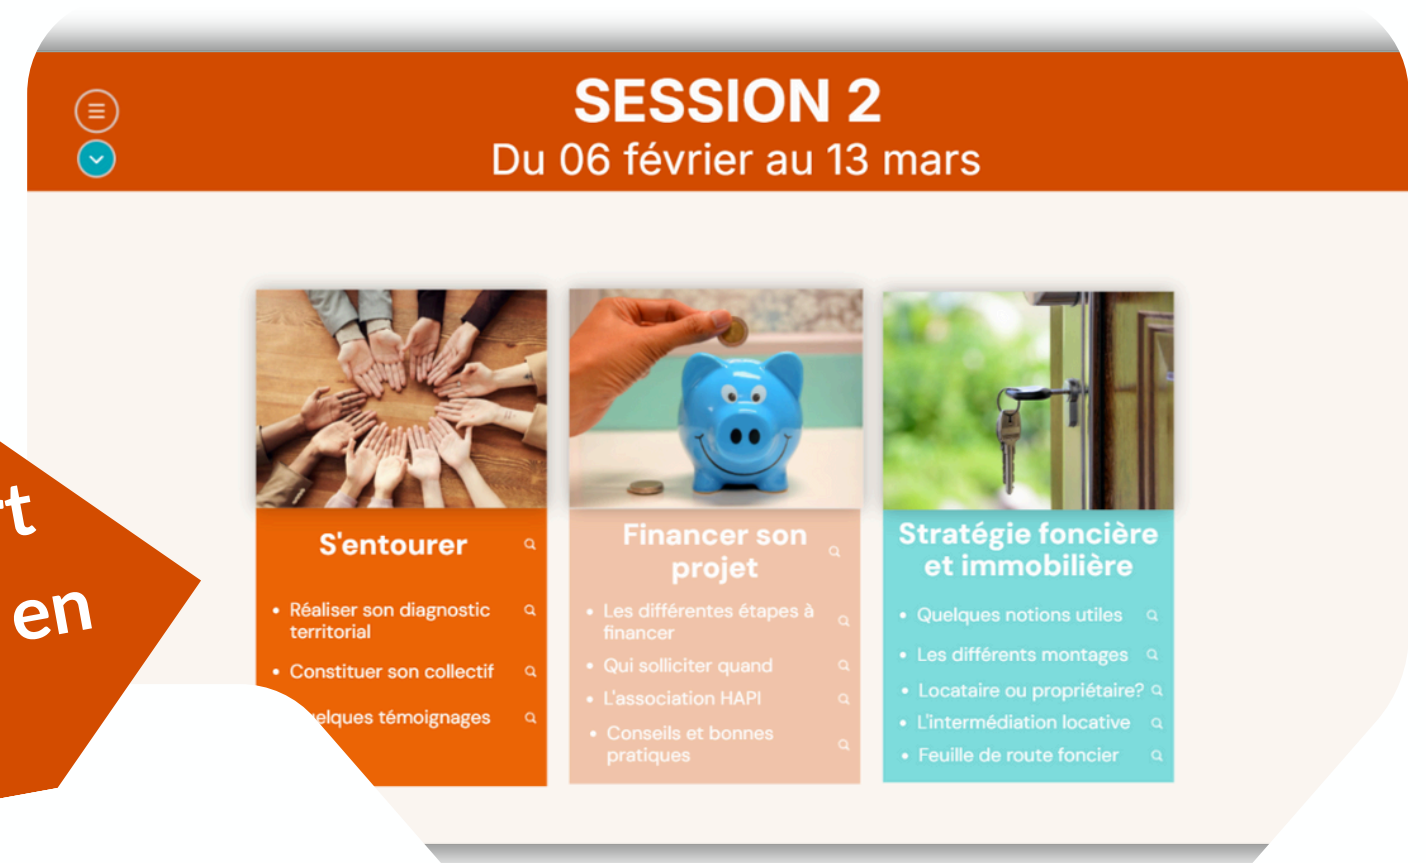 SESSION 2
Du 06 février au 13 mars
S'entourer
• Réaliser son diagnostic
territorial
• Constituer son collectif
témoignages
Financer son
projet
• Les différentes étapes à
financer
• Qui solliciter quand
• L'association HAPI
• Conseils et bonnes
pratiques
Stratégie foncière
et immobilière
• Quelques notions utiles
• Les différents montages
• Locataire ou propriétaire?
• L'intermédiation locative
• Feuille de route foncier
en